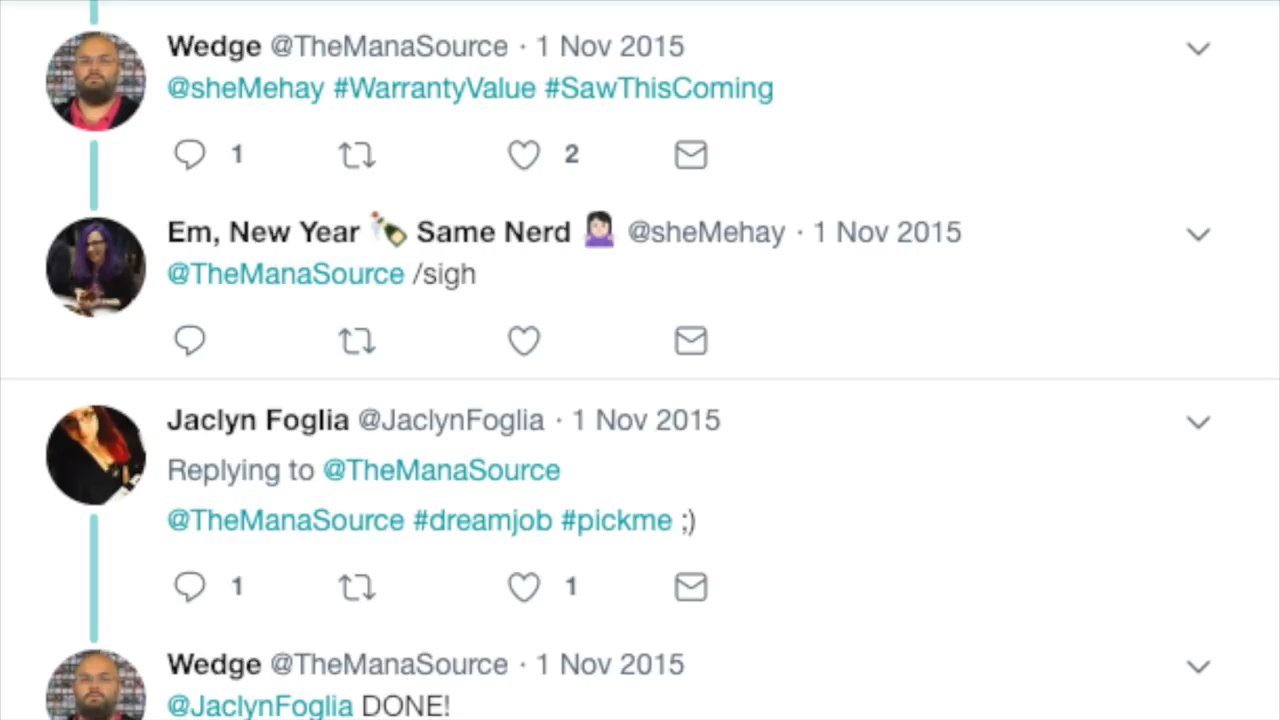 Wedge @TheManaSource · 1 Nov 2015
@sheMehay #WarrantyValue #SawThisComing
1 2
Em, New Year 🍾 Same Nerd 🤷🏻‍♀️ @sheMehay · 1 Nov 2015
@TheManaSource /sigh
Jaclyn Foglia @JaclynFoglia · 1 Nov 2015
Replying to @TheManaSource
@TheManaSource #dreamjob #pickme ;)
1 1
Wedge @TheManaSource · 1 Nov 2015
@JaclynFoglia DONE!